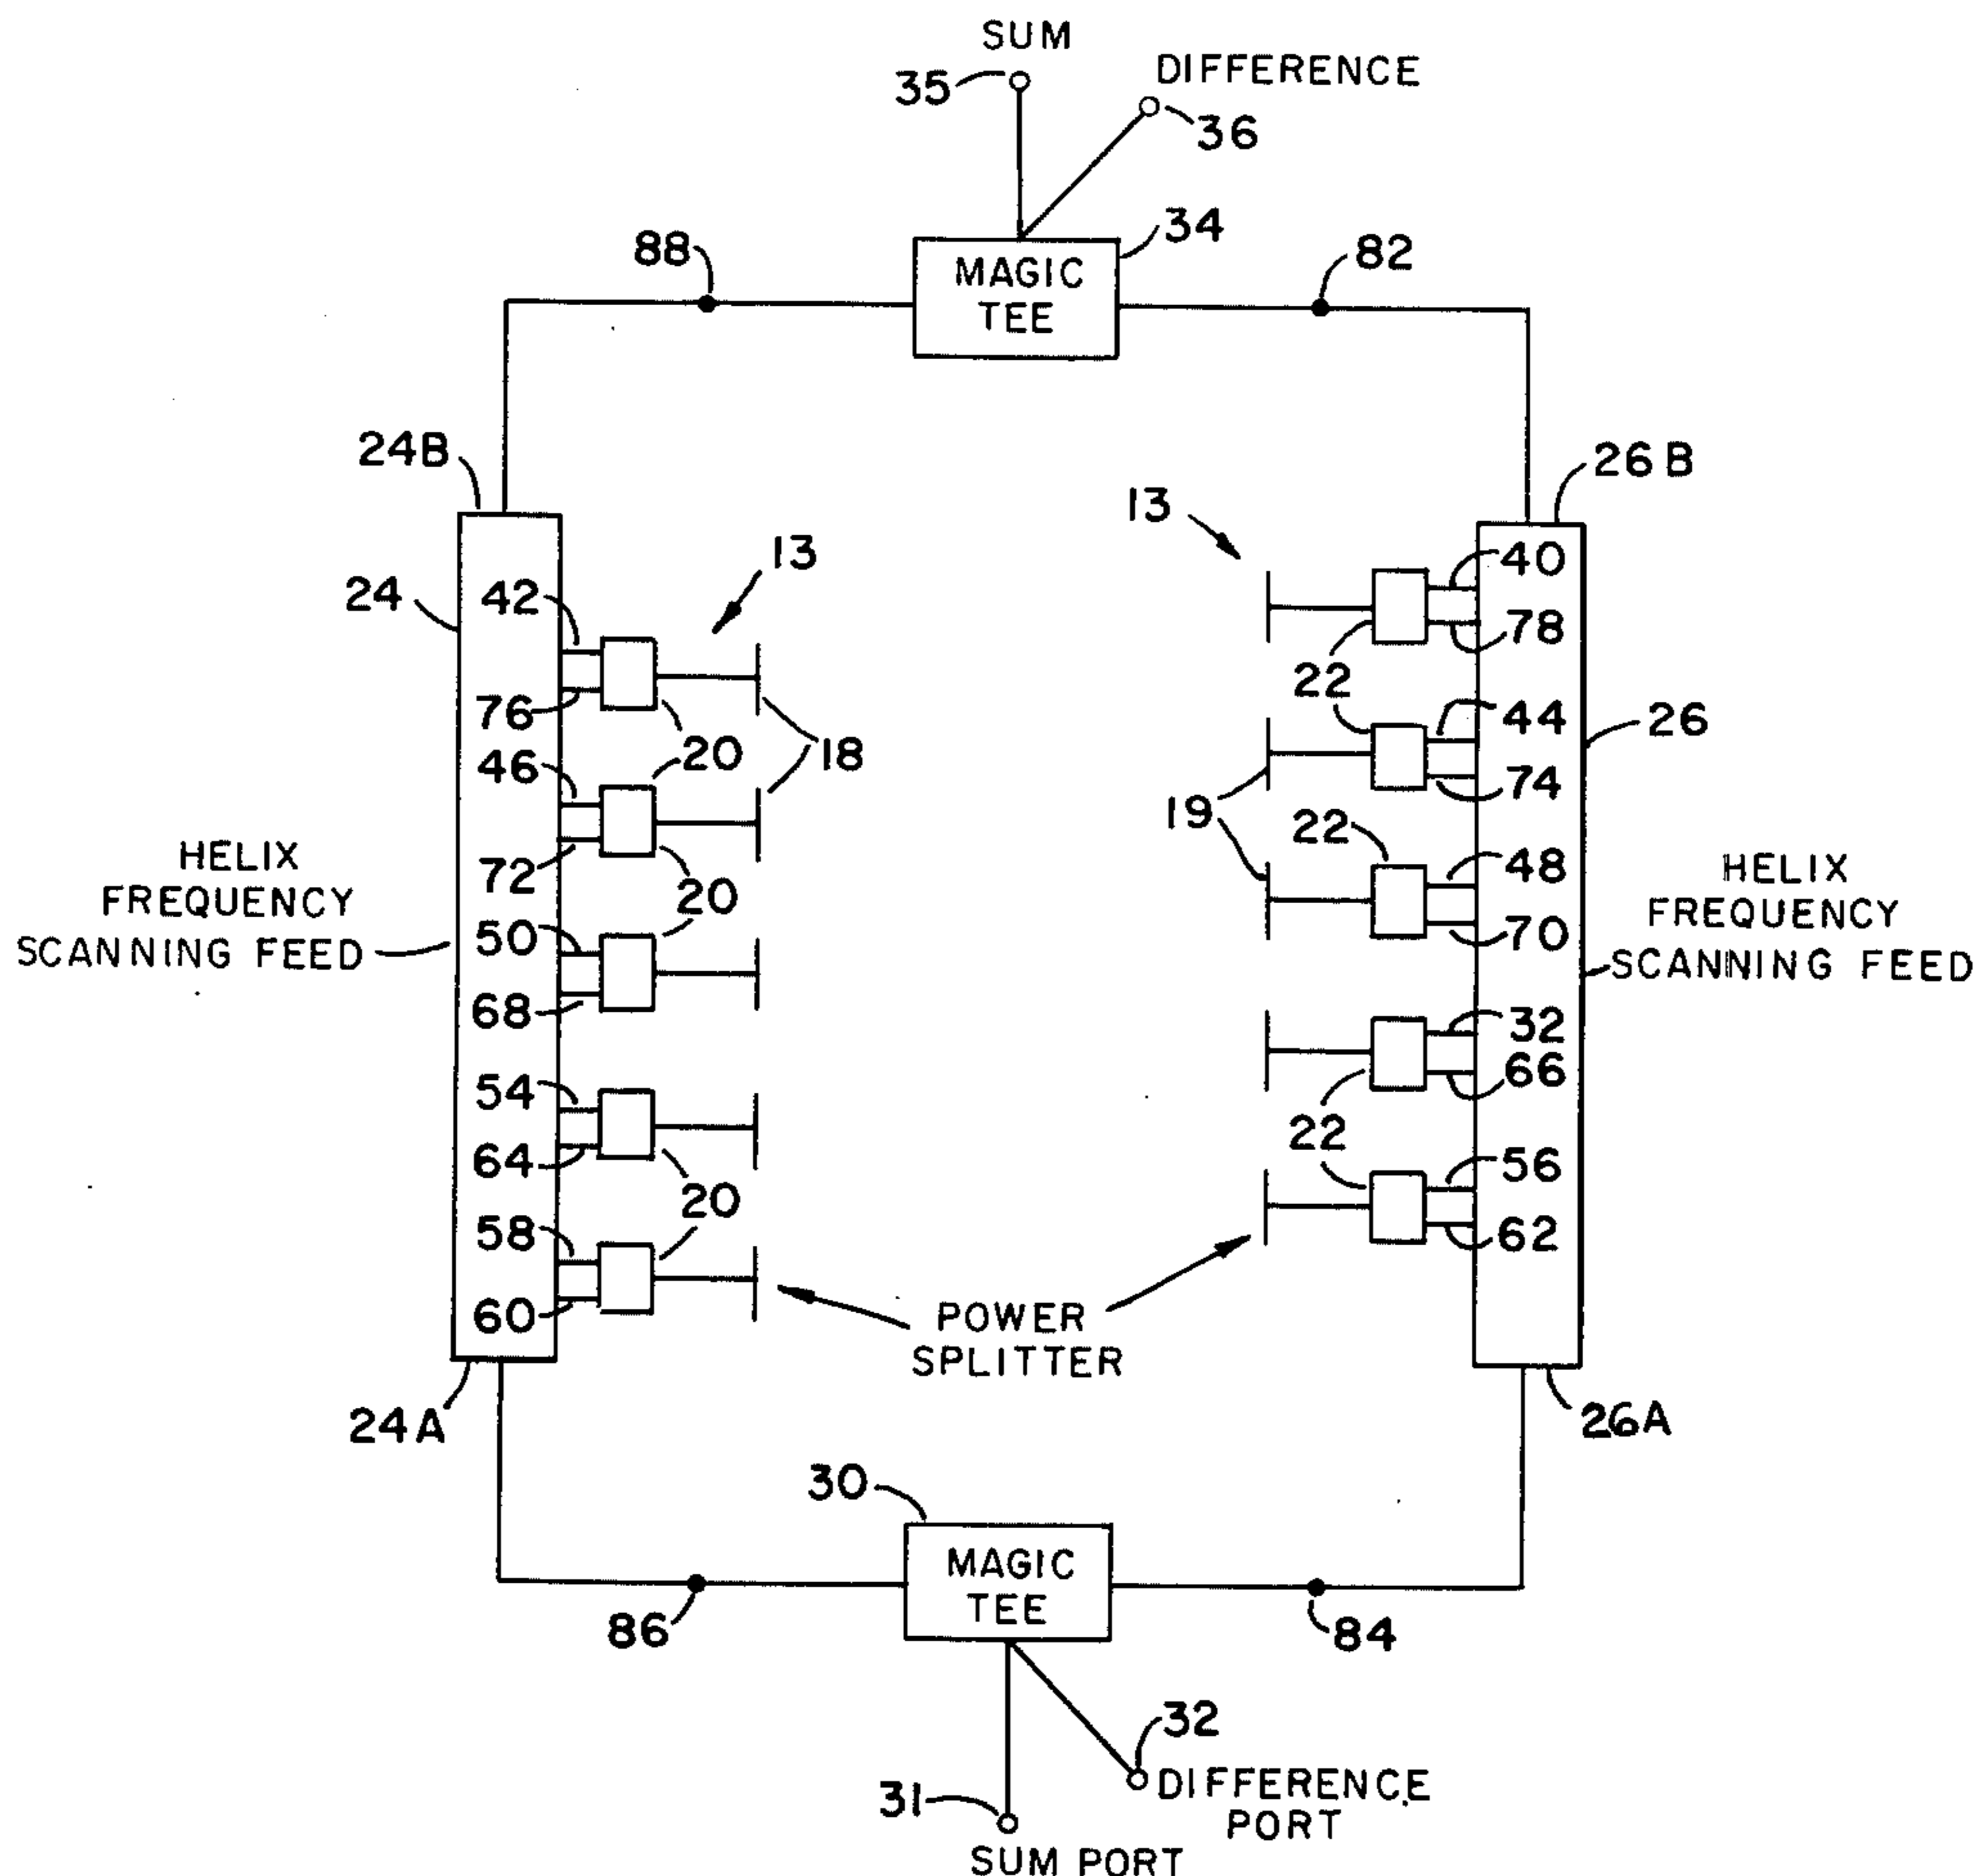 SUM
35
DIFFERENCE
36
34
MAGIC
TEE
88
82
24B
26B
13
13
24
42
76
20
18
46
72
20
50
68
54
64
20
58
60
24A
HELIX
FREQUENCY
SCANNING FEED
40
78
22
44
74
26
19
22
48
70
32
66
22
56
62
26A
HELIX
FREQUENCY
SCANNING FEED
POWER
SPLITTER
30
MAGIC
TEE
86
84
32
31
DIFFERENCE
PORT
SUM PORT